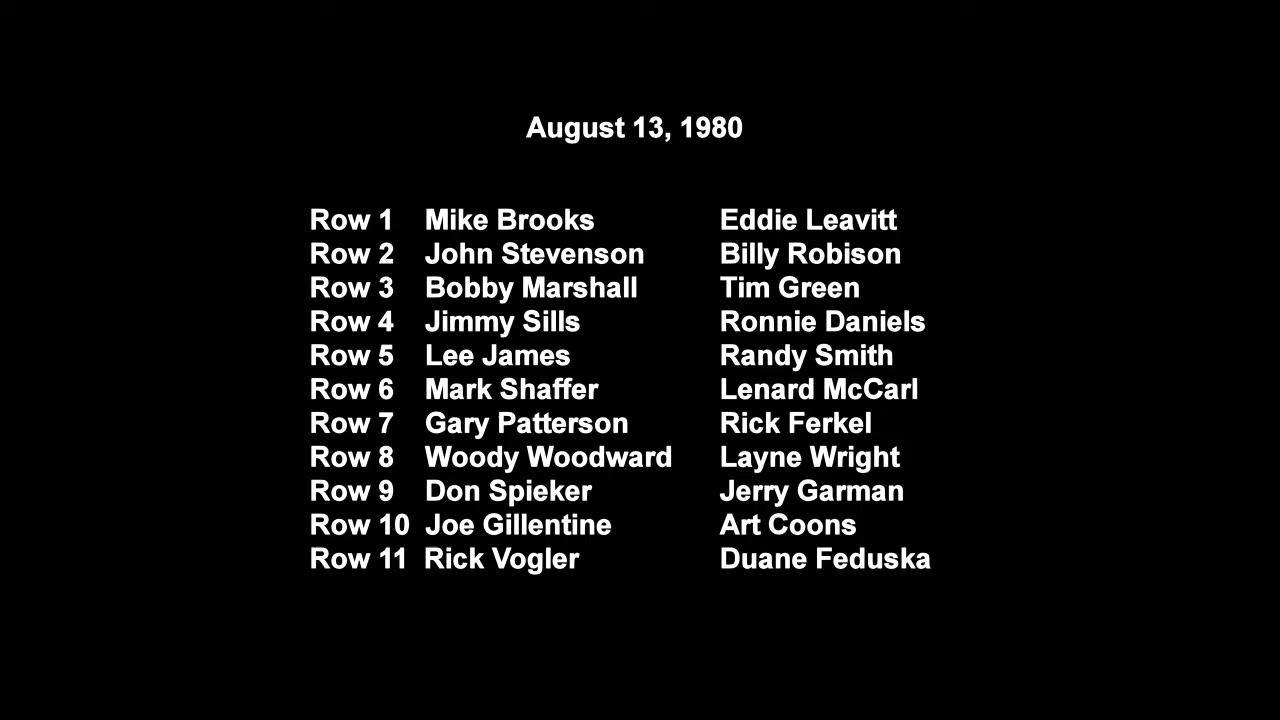 August 13, 1980
Row 1 Mike Brooks Eddie Leavitt
Row 2 John Stevenson Billy Robison
Row 3 Bobby Marshall Tim Green
Row 4 Jimmy Sills Ronnie Daniels
Row 5 Lee James Randy Smith
Row 6 Mark Shaffer Lenard McCarl
Row 7 Gary Patterson Rick Ferkel
Row 8 Woody Woodward Layne Wright
Row 9 Don Spieker Jerry Garman
Row 10 Joe Gillentine Art Coons
Row 11 Rick Vogler Duane Feduska